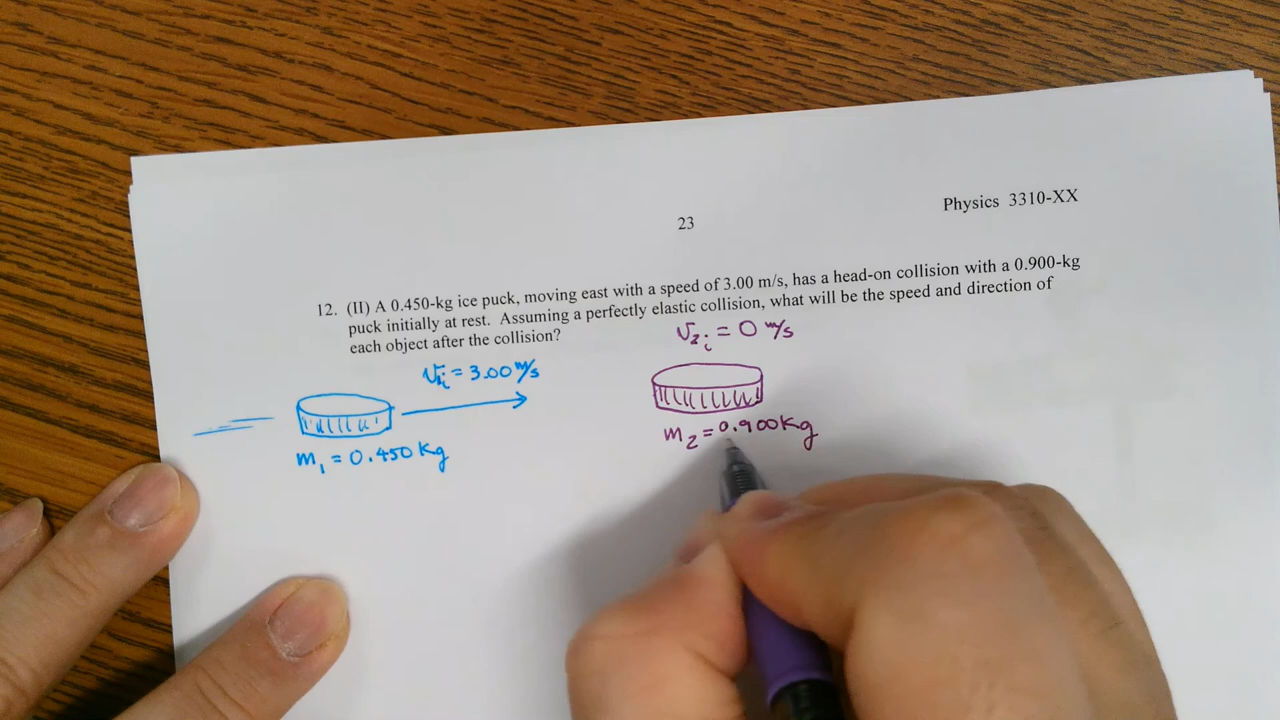 23
Physics 3310-XX
12. (II) A 0.450-kg ice puck, moving east with a speed of 3.00 m/s, has a head-on collision with a 0.900-kg
puck initially at rest. Assuming a perfectly elastic collision, what will be the speed and direction of
each object after the collision?
v₂ᵢ = 0 m/s
v₁ᵢ = 3.00 m/s
m₂ = 0.900 kg
m₁ = 0.450 kg